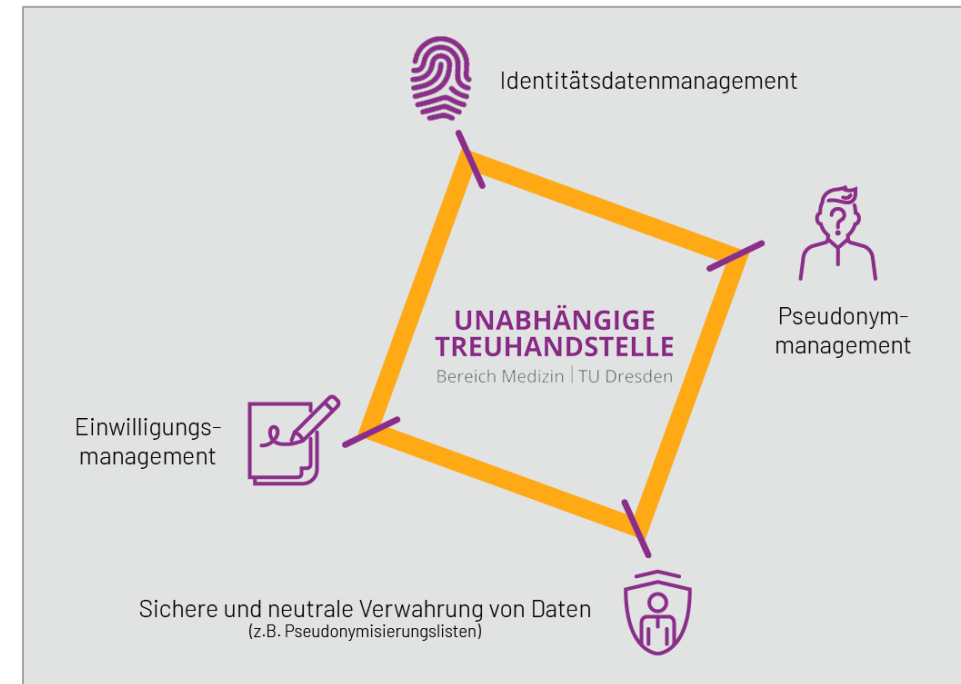 Identitätsdatenmanagement
Pseudonym-
management
UNABHÄNGIGE
TREUHANDSTELLE
Bereich Medizin | TU Dresden
Einwilligungs-
management
Sichere und neutrale Verwahrung von Daten
(z.B. Pseudonymisierungslisten)